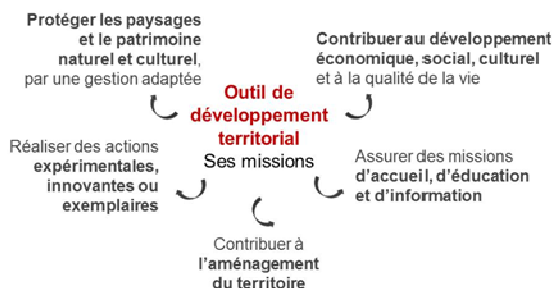 Protéger les paysages
et le patrimoine
naturel et culturel,
par une gestion adaptée
Contribuer au développement
économique, social, culturel
et à la qualité de la vie
Outil de
développement
territorial
Ses missions
Réaliser des actions
expérimentales,
innovantes ou
exemplaires
Assurer des missions
d'accueil, d'éducation
et d'information
Contribuer à
l'aménagement
du territoire